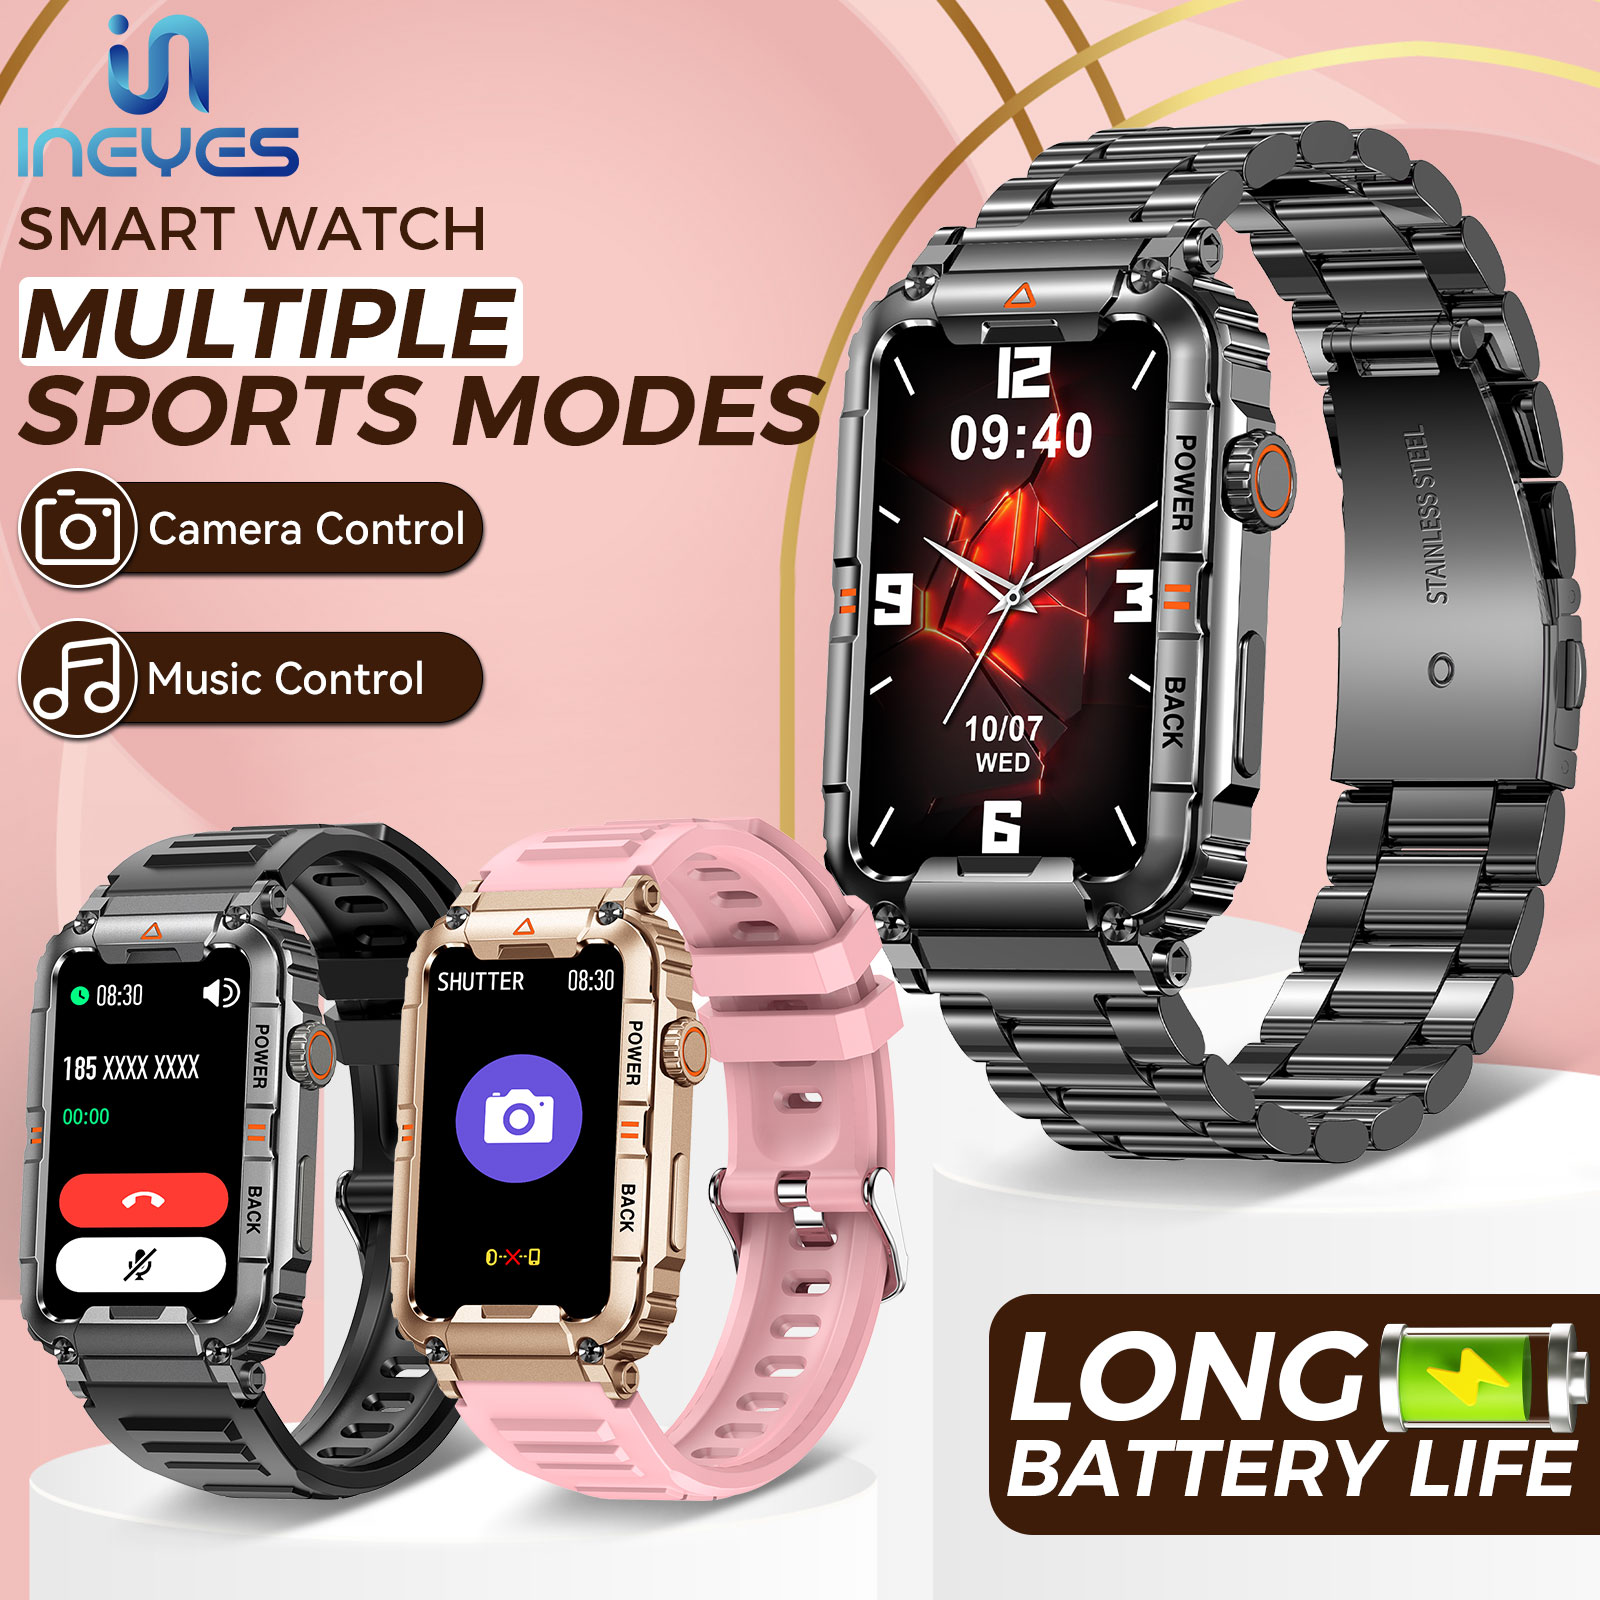 INEYES
SMART WATCH
MULTIPLE
SPORTS MODES
Camera Control
Music Control
12
09:40
9
3
10/07
WED
6
POWER
BACK
STAINLESS STEEL
08:30
185 XXXX XXXX
00:00
POWER
BACK
SHUTTER 08:30
POWER
BACK
LONG
BATTERY LIFE